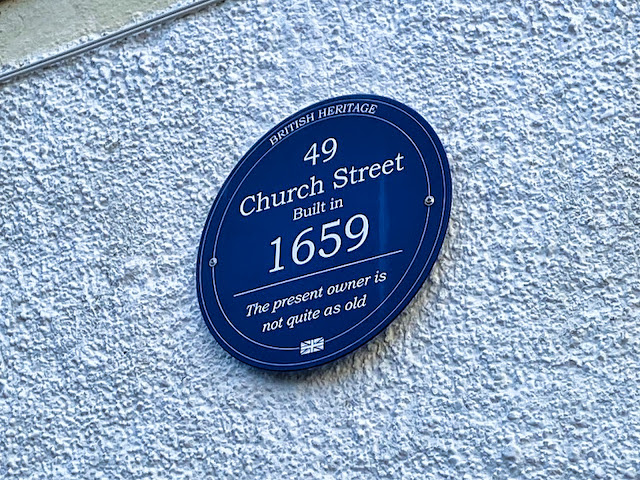 BRITISH HERITAGE
49
Church Street
Built in
1659
The present owner is
not quite as old